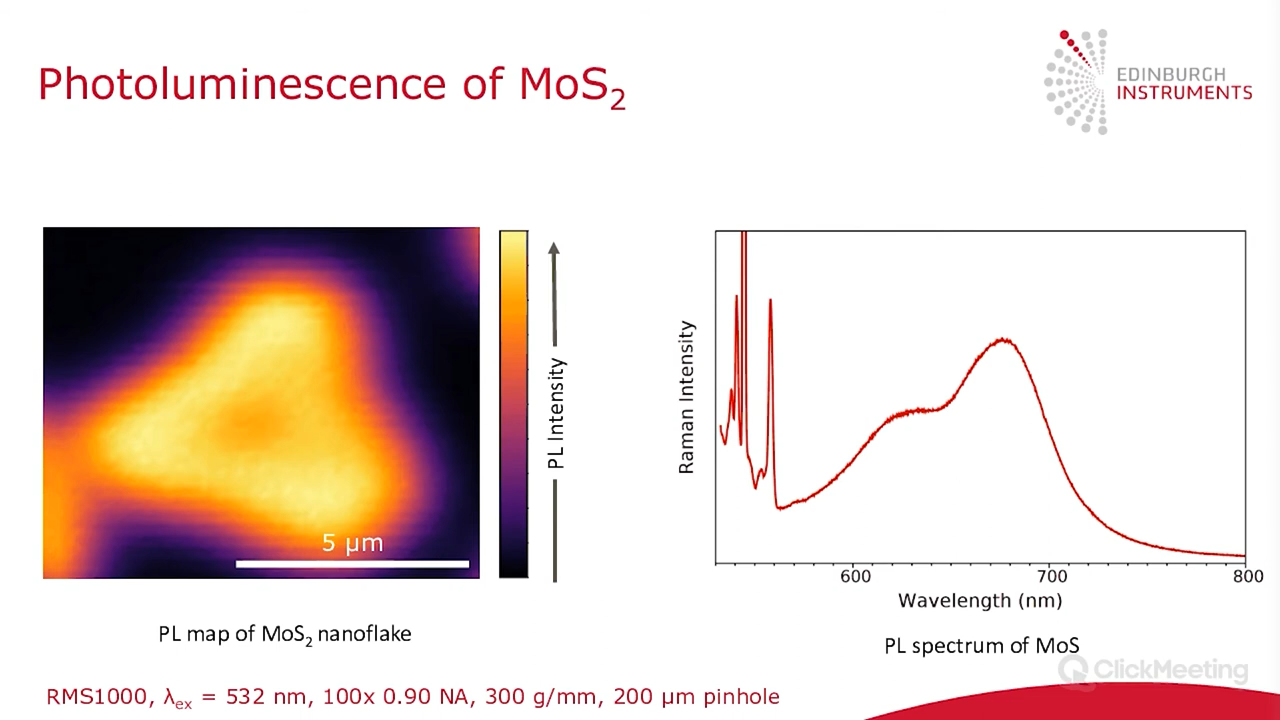 Photoluminescence of MoS₂
EDINBURGH
INSTRUMENTS
5 μm
PL Intensity
PL map of MoS₂ nanoflake
Raman Intensity
600 700 800
Wavelength (nm)
PL spectrum of MoS
ClickMeeting
RMS1000, λₑₓ = 532 nm, 100x 0.90 NA, 300 g/mm, 200 μm pinhole